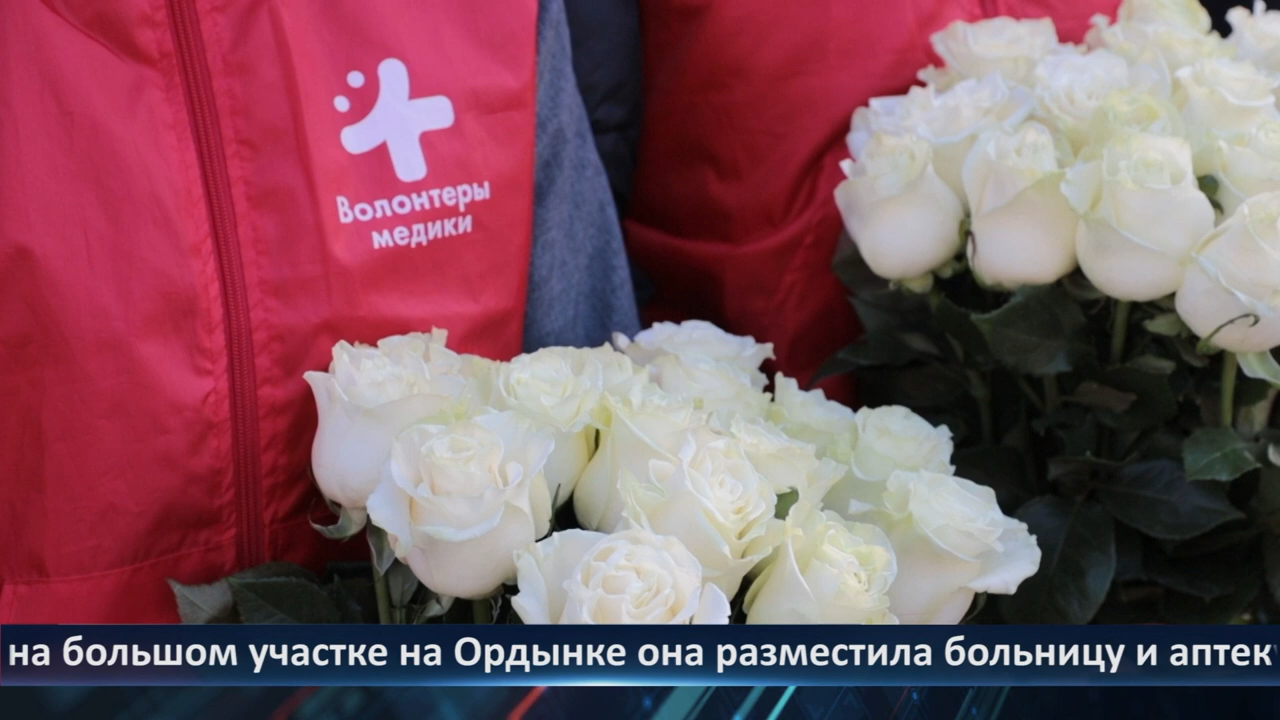 Волонтеры
медики
на большом участке на Ордынке она разместила больницу и аптек